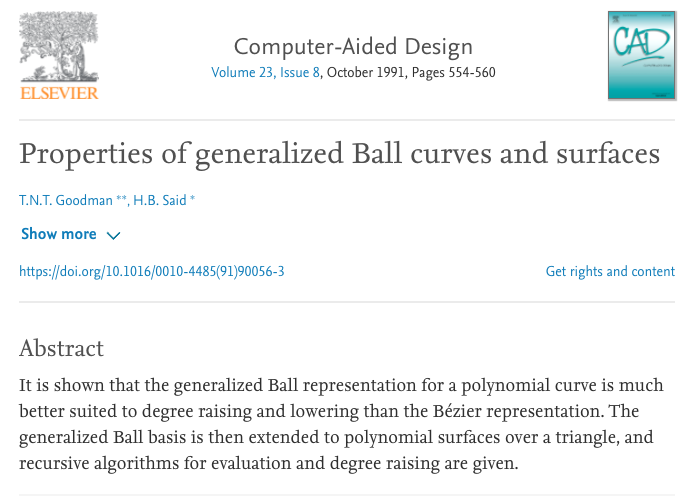 ELSEVIER
Computer-Aided Design
Volume 23, Issue 8, October 1991, Pages 554-560
CAD
Properties of generalized Ball curves and surfaces
T.N.T. Goodman **, H.B. Said *
Show more
https://doi.org/10.1016/0010-4485(91)90056-3
Get rights and content
Abstract
It is shown that the generalized Ball representation for a polynomial curve is much
better suited to degree raising and lowering than the Bézier representation. The
generalized Ball basis is then extended to polynomial surfaces over a triangle, and
recursive algorithms for evaluation and degree raising are given.